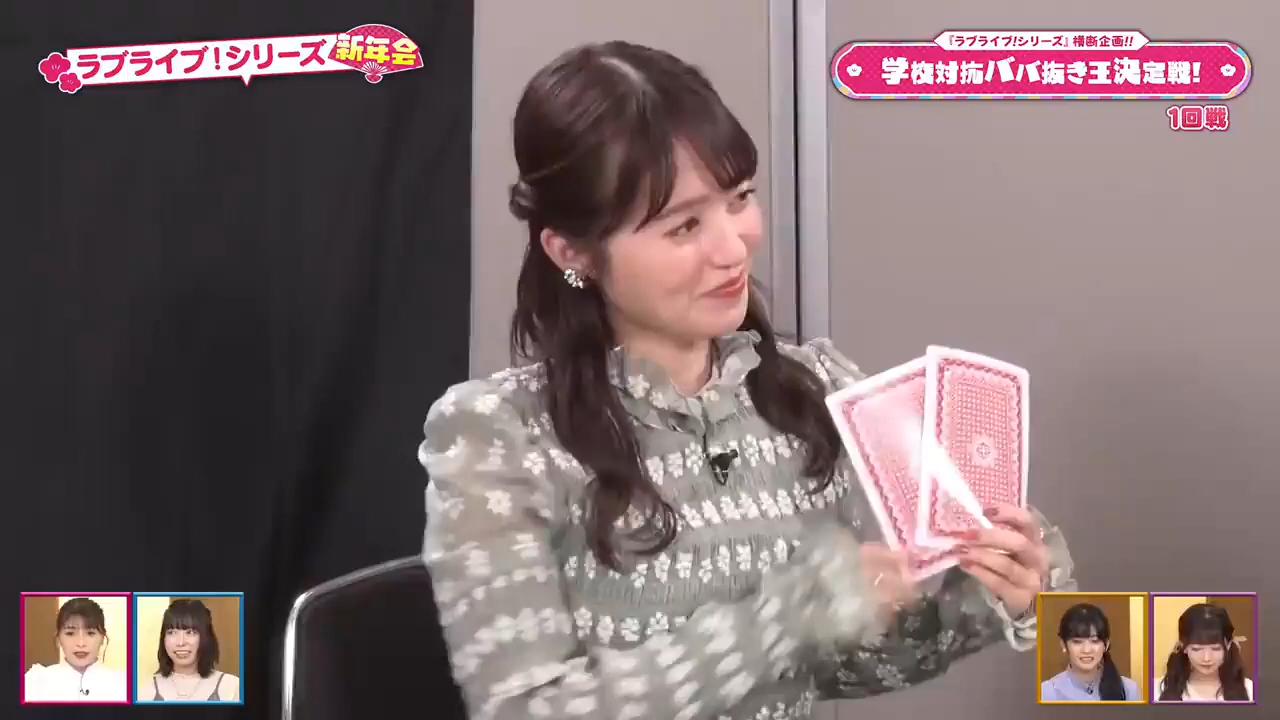 ラブライブ!シリーズ 新年会
『ラブライブ!シリーズ』横断企画!!
学校対抗ババ抜き王決定戦!
1回戦